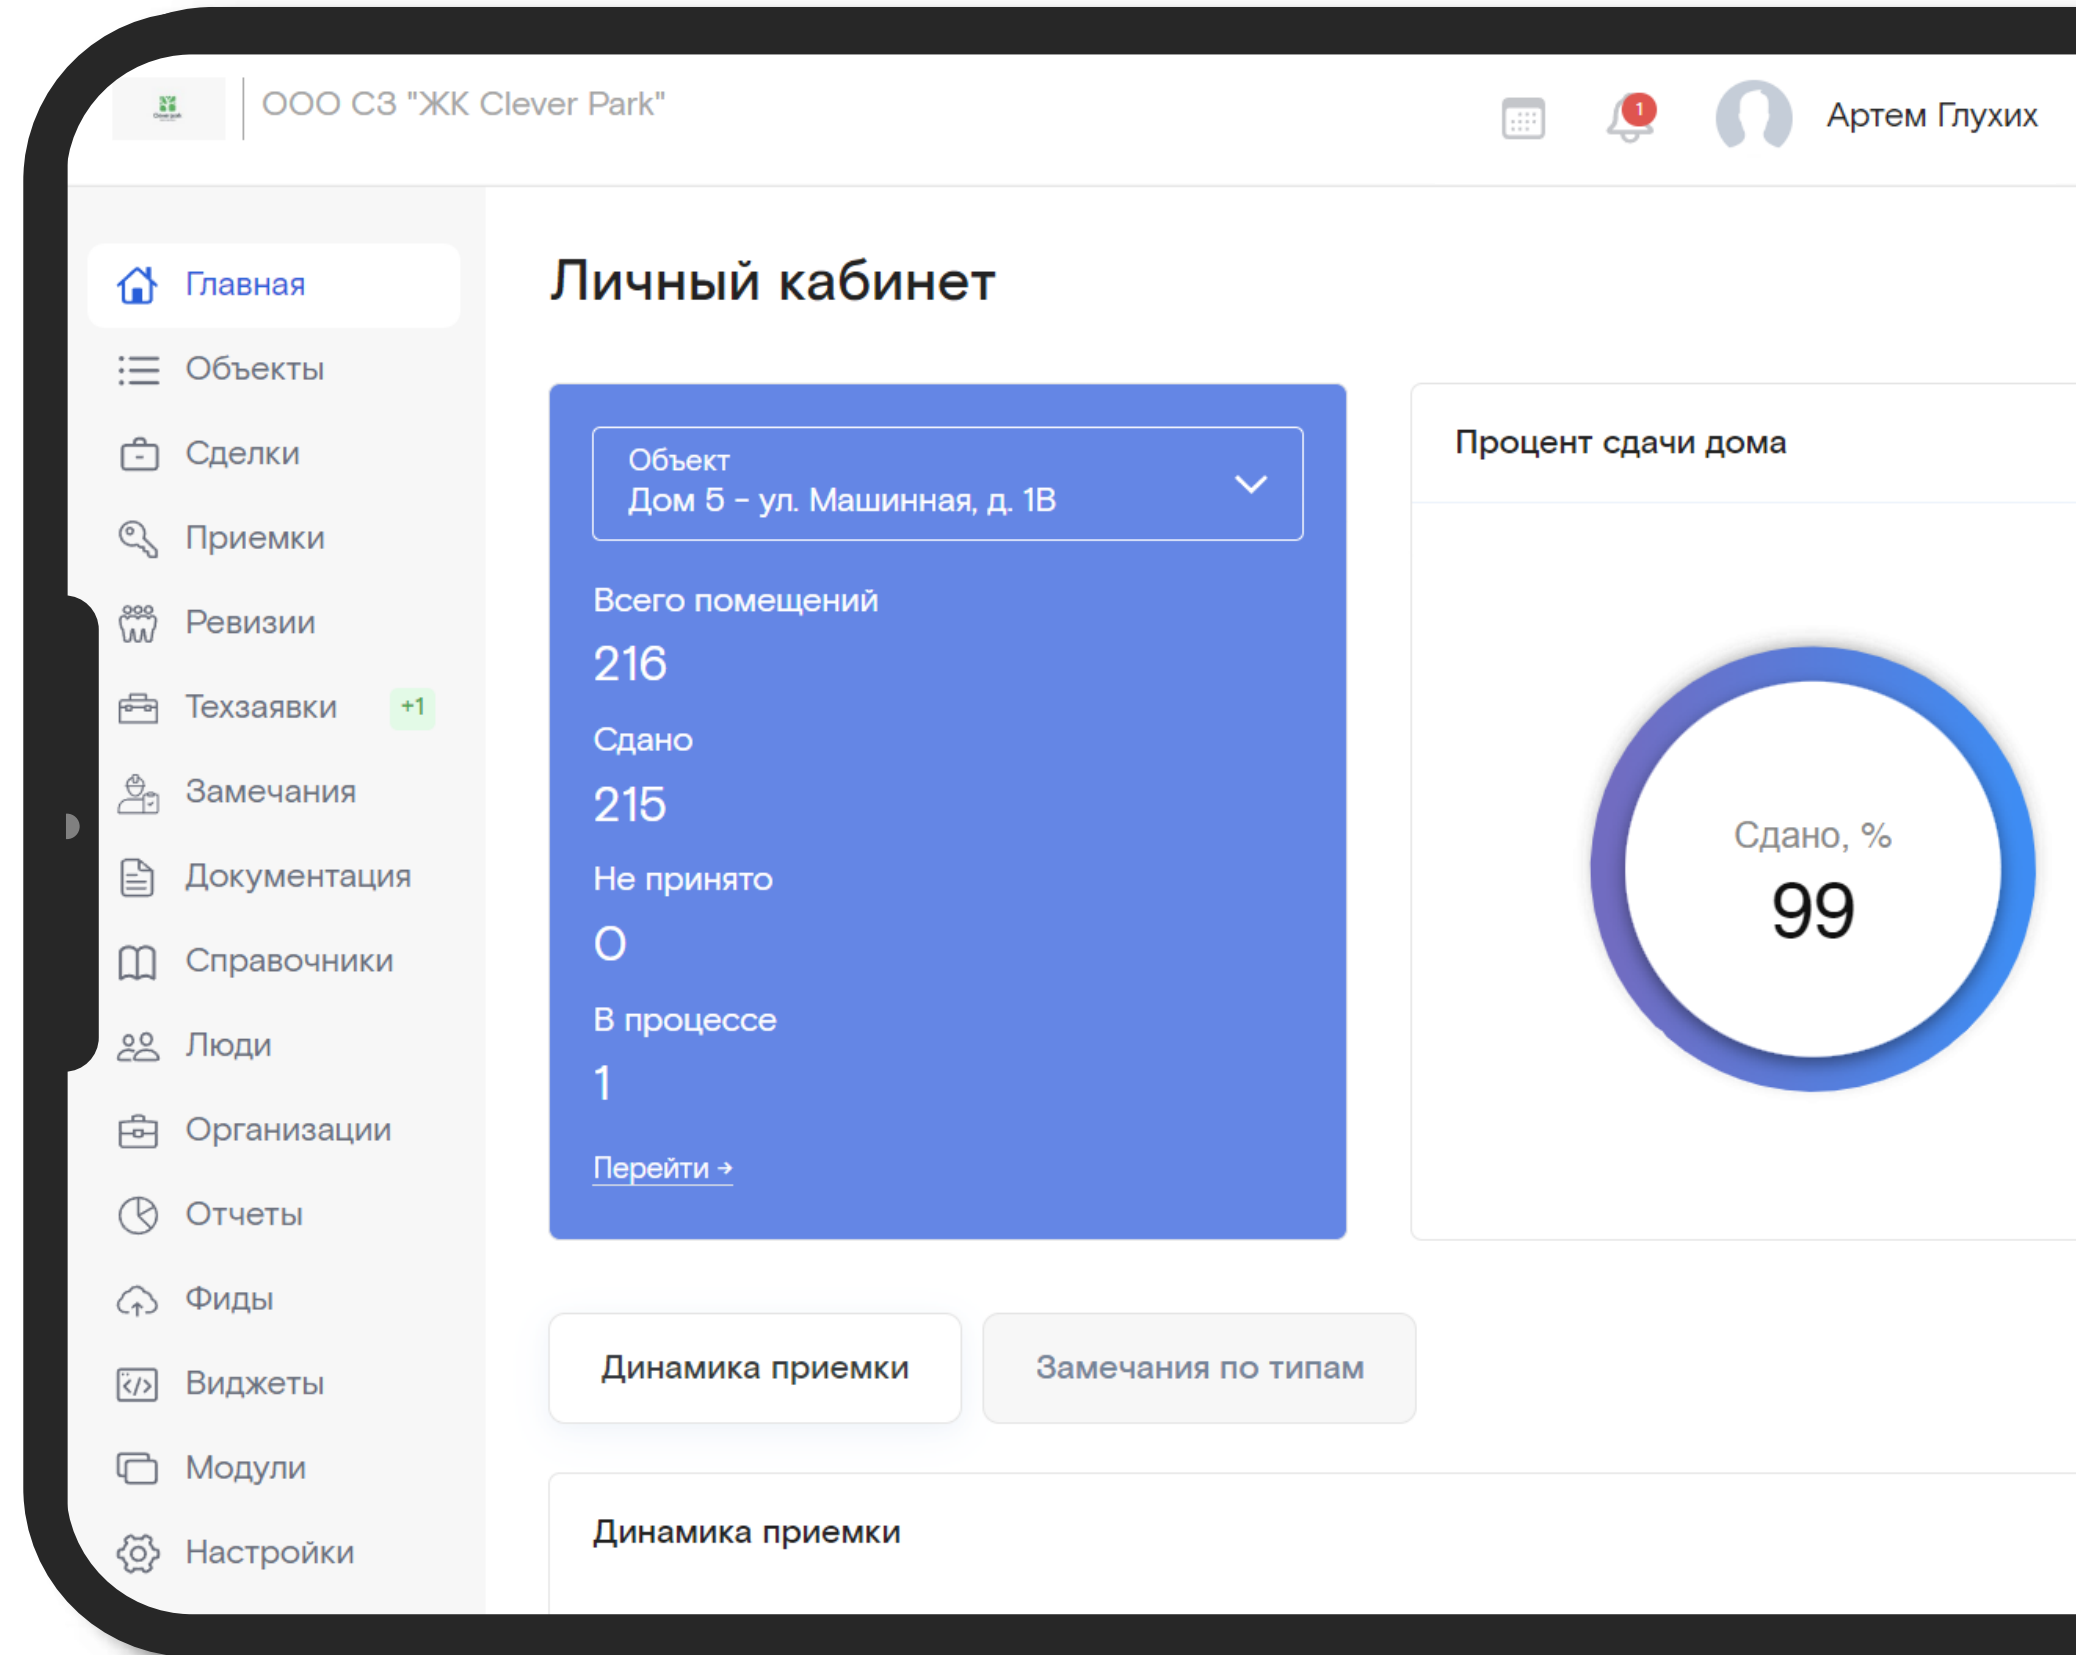 Clever park
ООО СЗ "ЖК Clever Park"
1
Артем Глухих
Главная
Объекты
Сделки
Приемки
Ревизии
Техзаявки +1
Замечания
Документация
Справочники
Люди
Организации
Отчеты
Фиды
Виджеты
Модули
Настройки
Личный кабинет
Объект
Дом 5 - ул. Машинная, д. 1В
Всего помещений
216
Сдано
215
Не принято
0
В процессе
1
Перейти →
Процент сдачи дома
Сдано, %
99
Динамика приемки
Замечания по типам
Динамика приемки